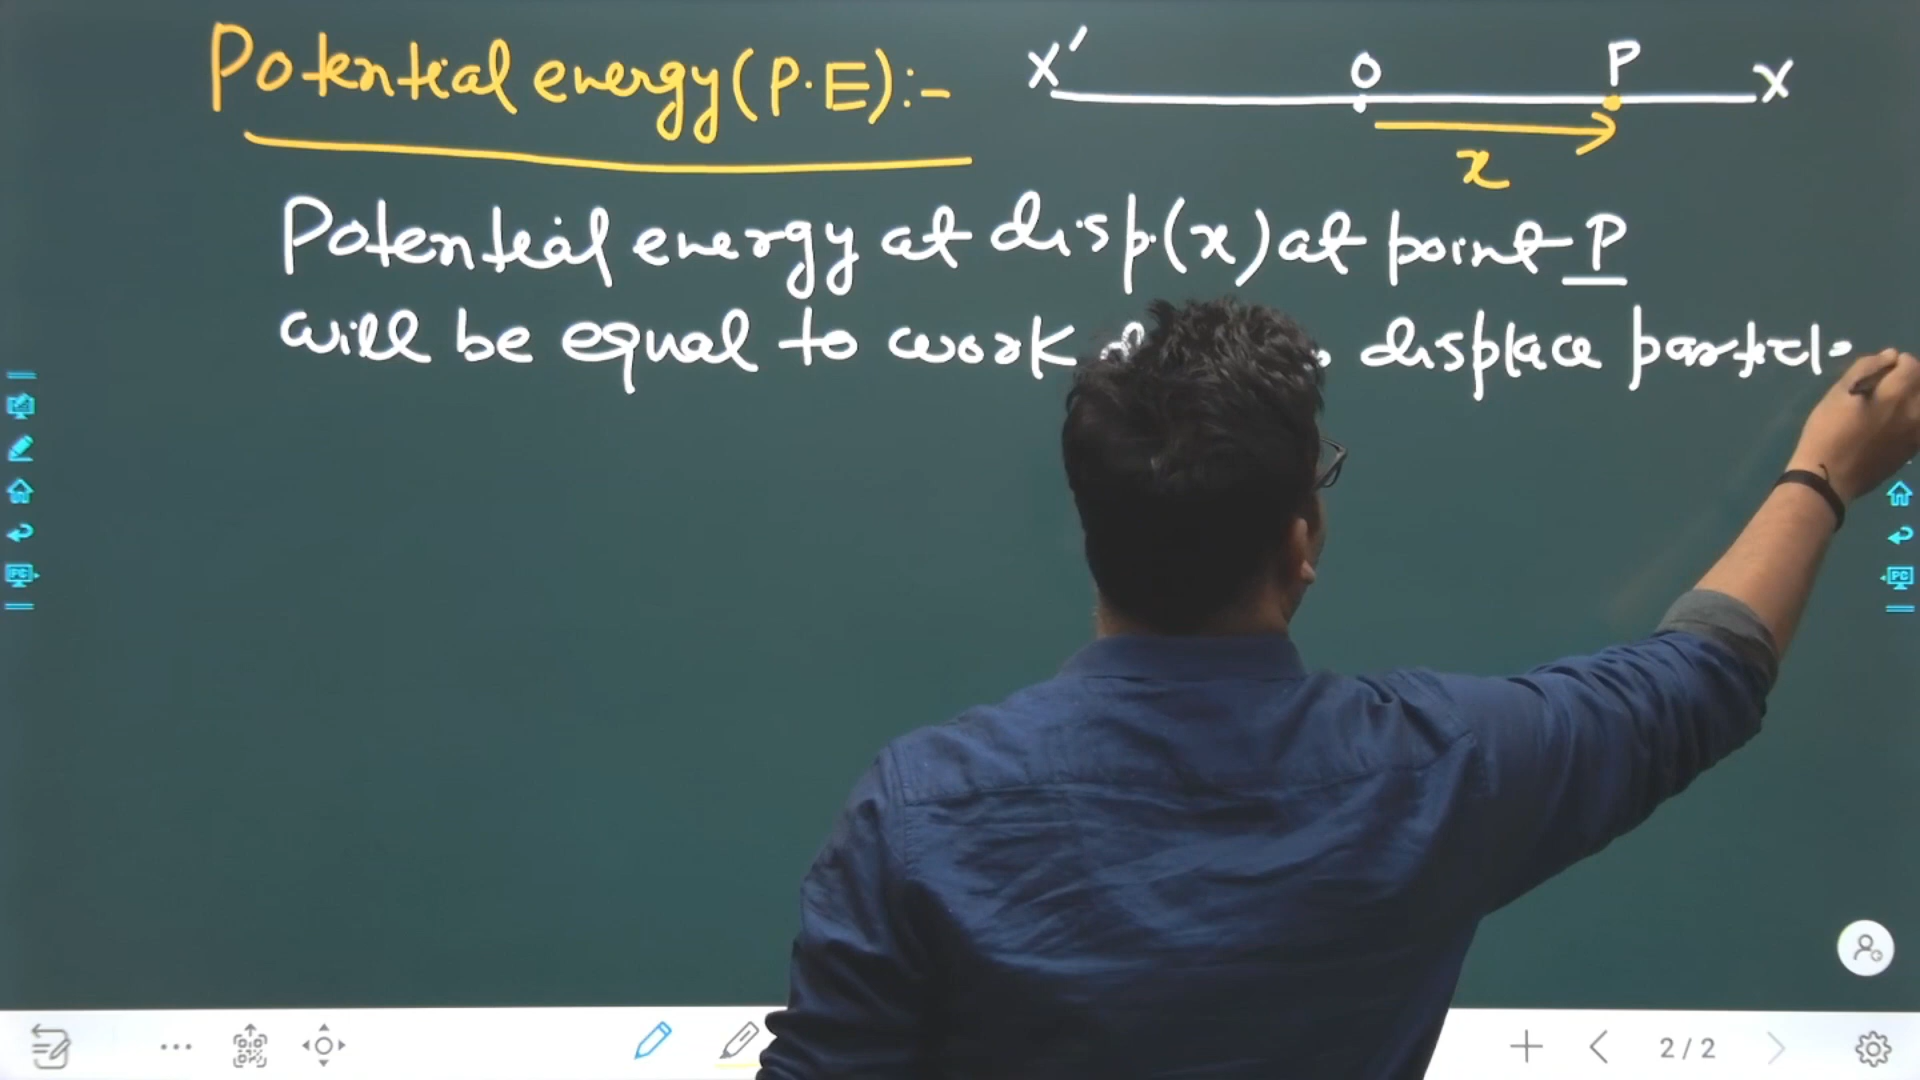 Potential energy (P.E):-
X' O P X
x
Potential energy at disp.(x) at point P
will be equal to work displace particle
2/2